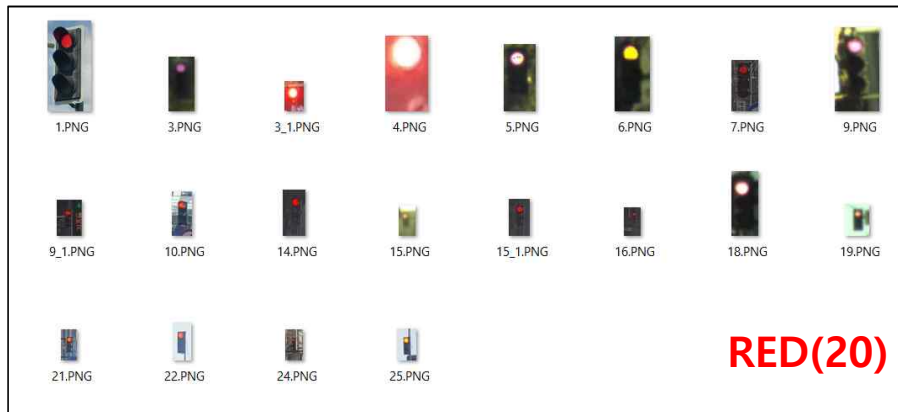 1.PNG 3.PNG 3_1.PNG 4.PNG 5.PNG 6.PNG 7.PNG 9.PNG
9_1.PNG 10.PNG 14.PNG 15.PNG 15_1.PNG 16.PNG 18.PNG 19.PNG
21.PNG 22.PNG 24.PNG 25.PNG
RED(20)